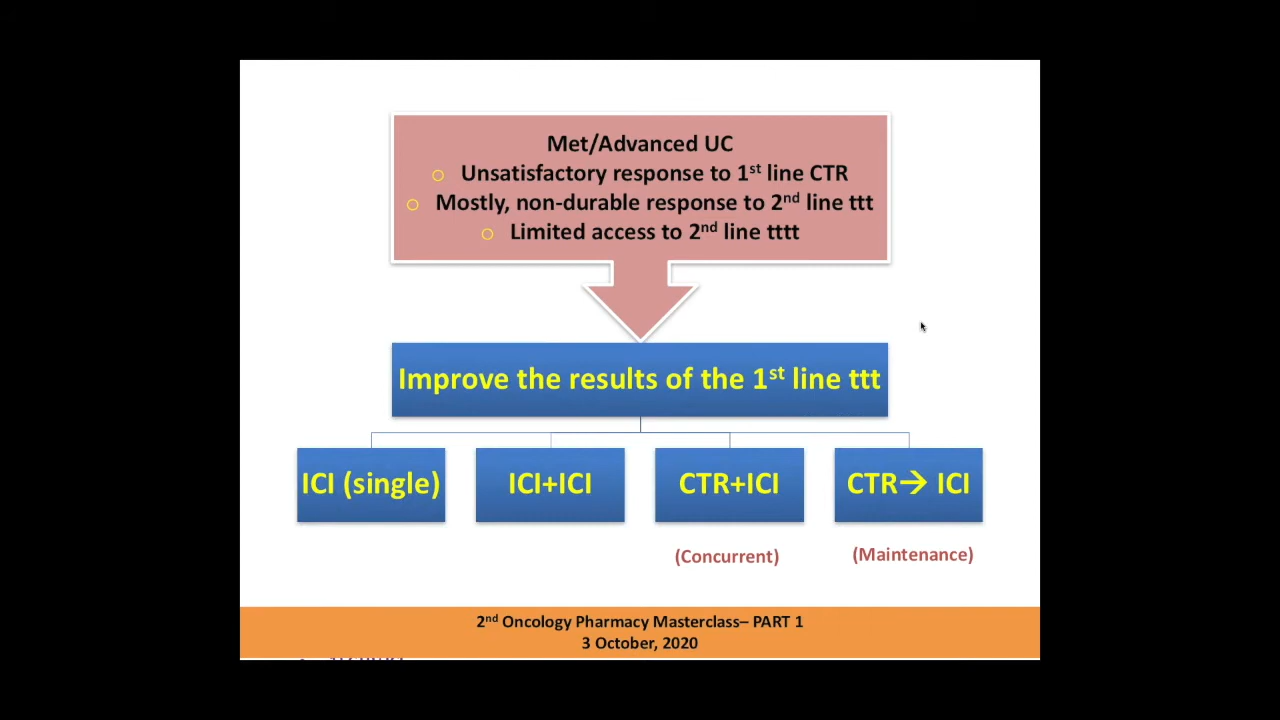 Met/Advanced UC
o Unsatisfactory response to 1st line CTR
o Mostly, non-durable response to 2nd line ttt
o Limited access to 2nd line tttt
Improve the results of the 1st line ttt
ICI (single)
ICI+ICI
CTR+ICI
CTR→ ICI
(Concurrent)
(Maintenance)
2nd Oncology Pharmacy Masterclass– PART 1
3 October, 2020